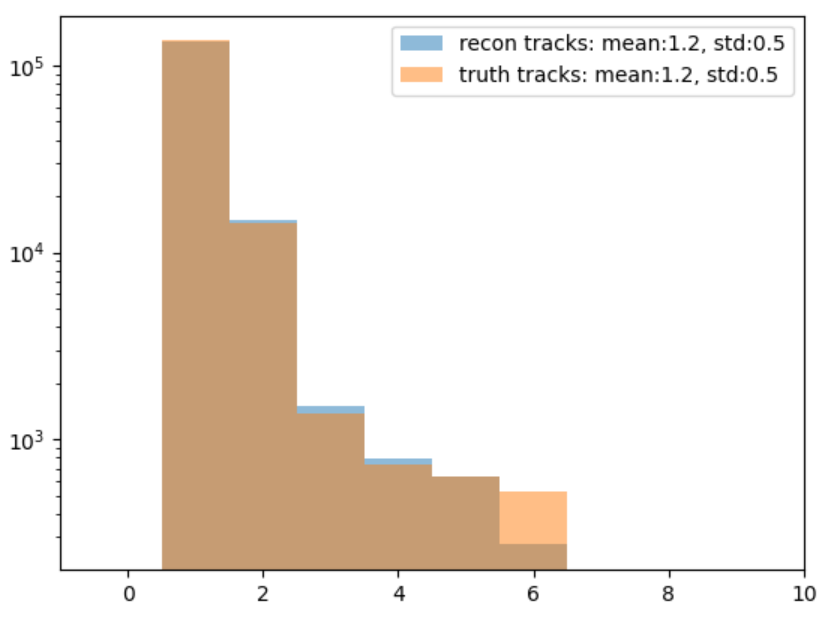 recon tracks: mean:1.2, std:0.5
truth tracks: mean:1.2, std:0.5
10⁵
10⁴
10³
0 2 4 6 8 10